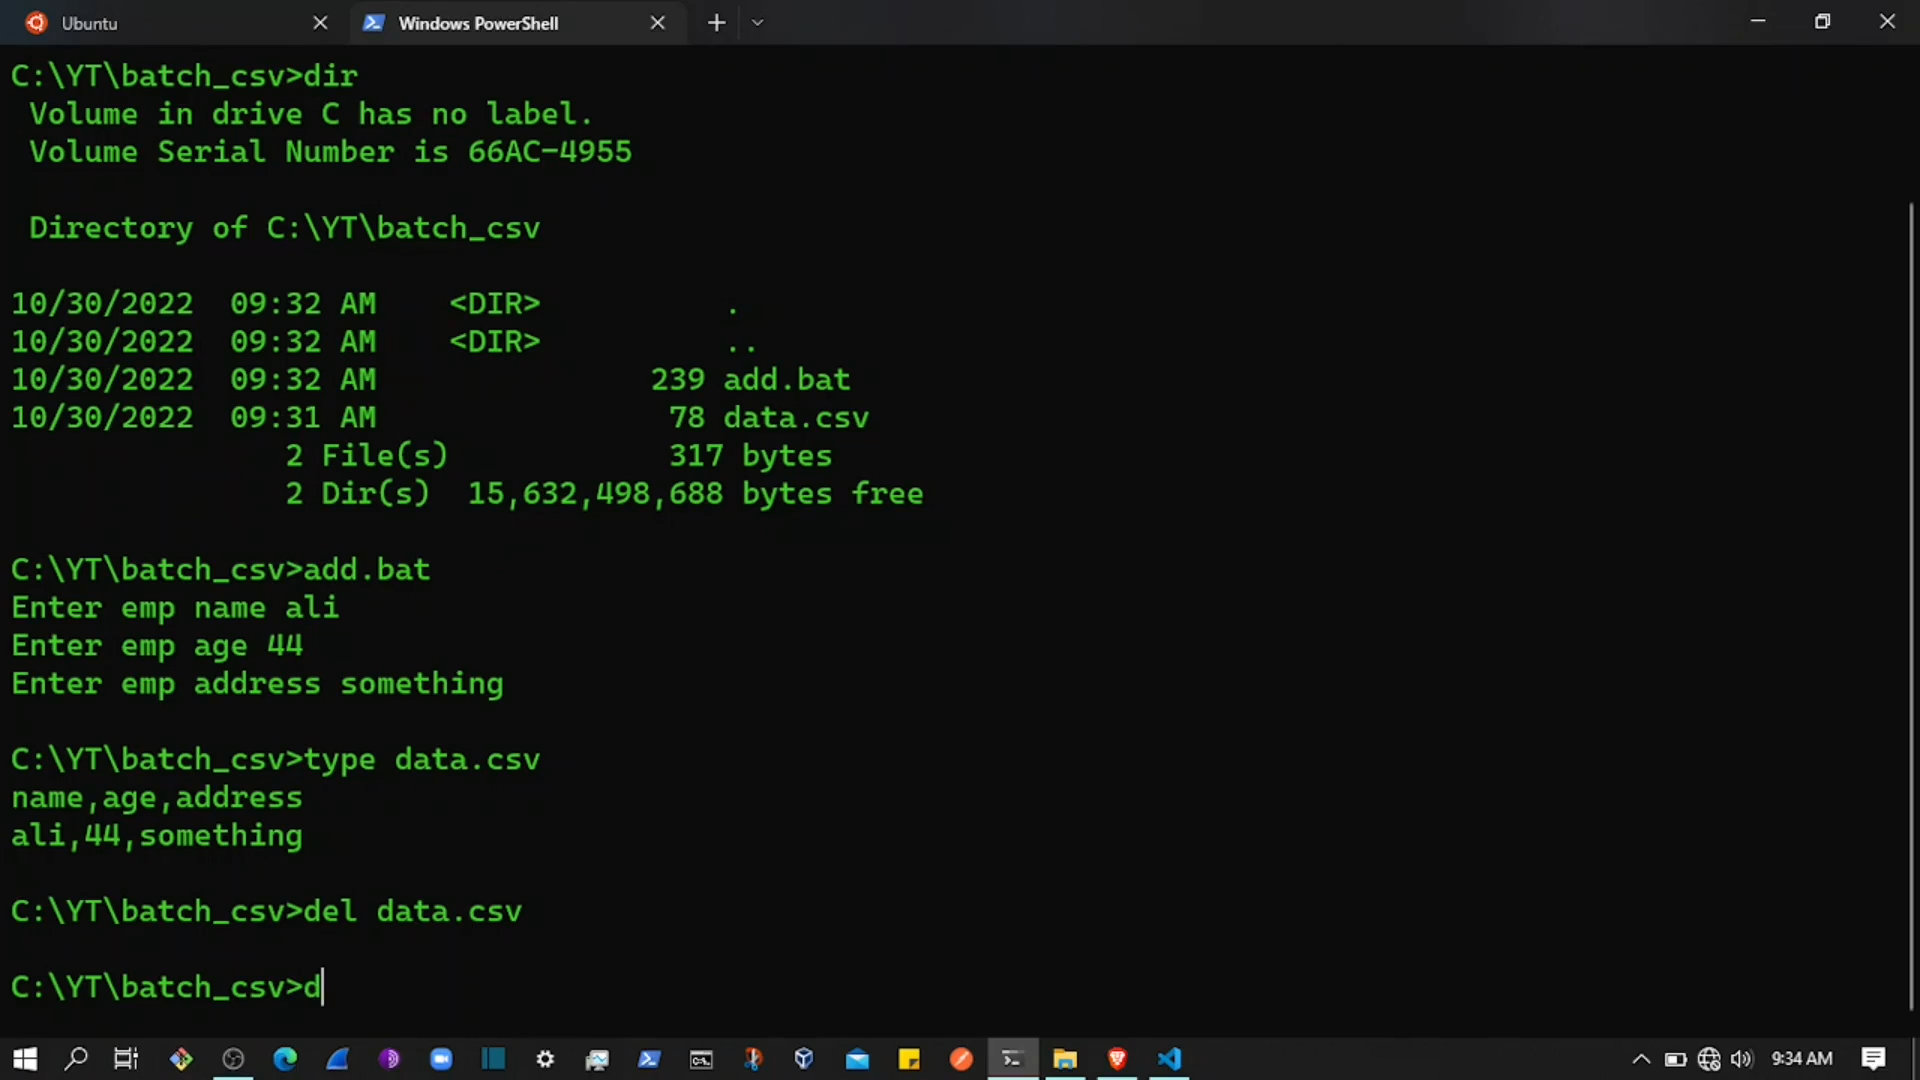 Ubuntu
Windows PowerShell
C:\YT\batch_csv>dir
Volume in drive C has no label.
Volume Serial Number is 66AC-4955
Directory of C:\YT\batch_csv
10/30/2022  09:32 AM    <DIR>          .
10/30/2022  09:32 AM    <DIR>          ..
10/30/2022  09:32 AM               239 add.bat
10/30/2022  09:31 AM                78 data.csv
2 File(s)            317 bytes
2 Dir(s)  15,632,498,688 bytes free
C:\YT\batch_csv>add.bat
Enter emp name ali
Enter emp age 44
Enter emp address something
C:\YT\batch_csv>type data.csv
name,age,address
ali,44,something
C:\YT\batch_csv>del data.csv
C:\YT\batch_csv>d
9:34 AM